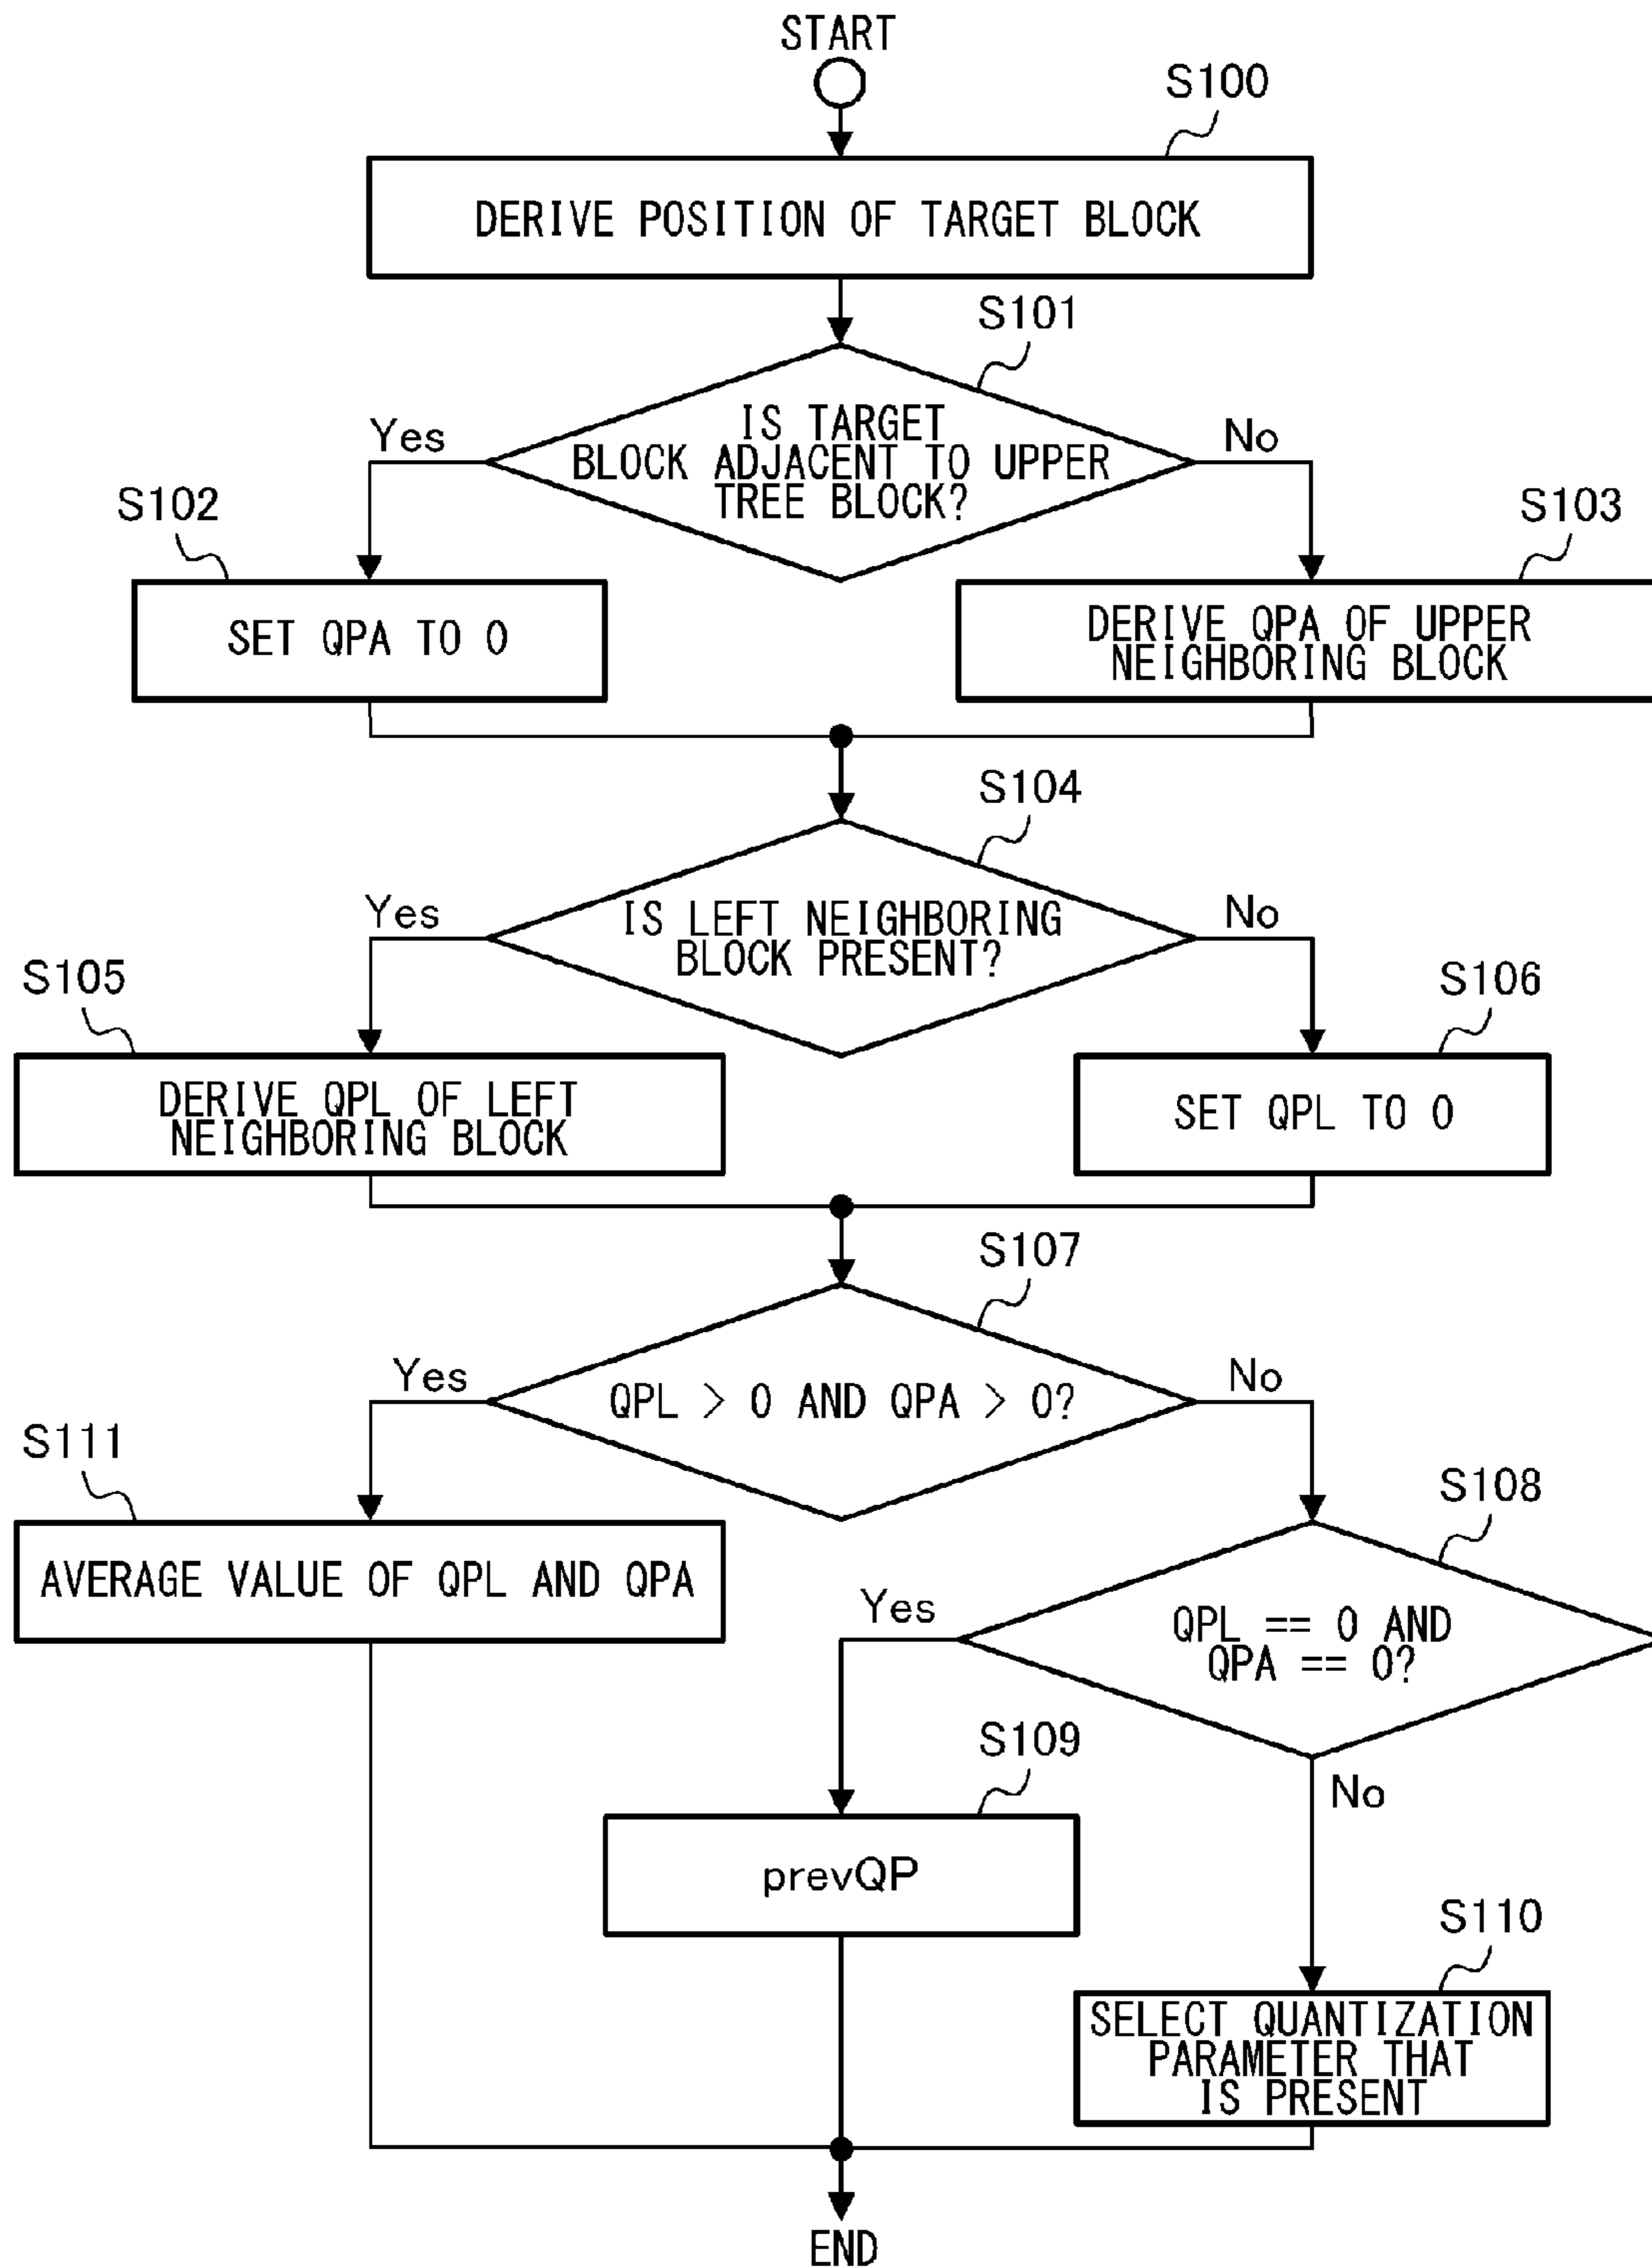 START
S100
DERIVE POSITION OF TARGET BLOCK
S101
IS TARGET
BLOCK ADJACENT TO UPPER
TREE BLOCK?
Yes
No
S102
S103
SET QPA TO 0
DERIVE QPA OF UPPER
NEIGHBORING BLOCK
S104
IS LEFT NEIGHBORING
BLOCK PRESENT?
Yes
No
S105
S106
DERIVE QPL OF LEFT
NEIGHBORING BLOCK
SET QPL TO 0
S107
QPL > 0 AND QPA > 0?
Yes
No
S111
S108
AVERAGE VALUE OF QPL AND QPA
QPL == 0 AND
QPA == 0?
Yes
No
S109
prevQP
S110
SELECT QUANTIZATION
PARAMETER THAT
IS PRESENT
END